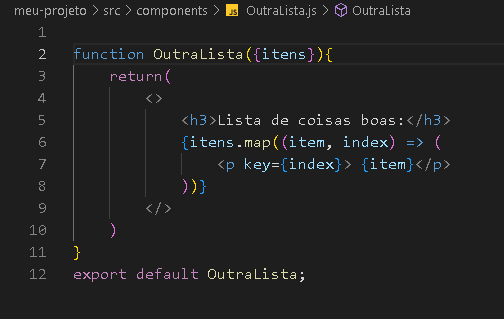 meu-projeto > src > components > JS OutraLista.js > OutraLista
1
2 function OutraLista({itens}){
3     return(
4         <>
5             <h3>Lista de coisas boas:</h3>
6             {itens.map((item, index) => (
7                 <p key={index}> {item}</p>
8             ))}
9         </>
10     )
11 }
12 export default OutraLista;